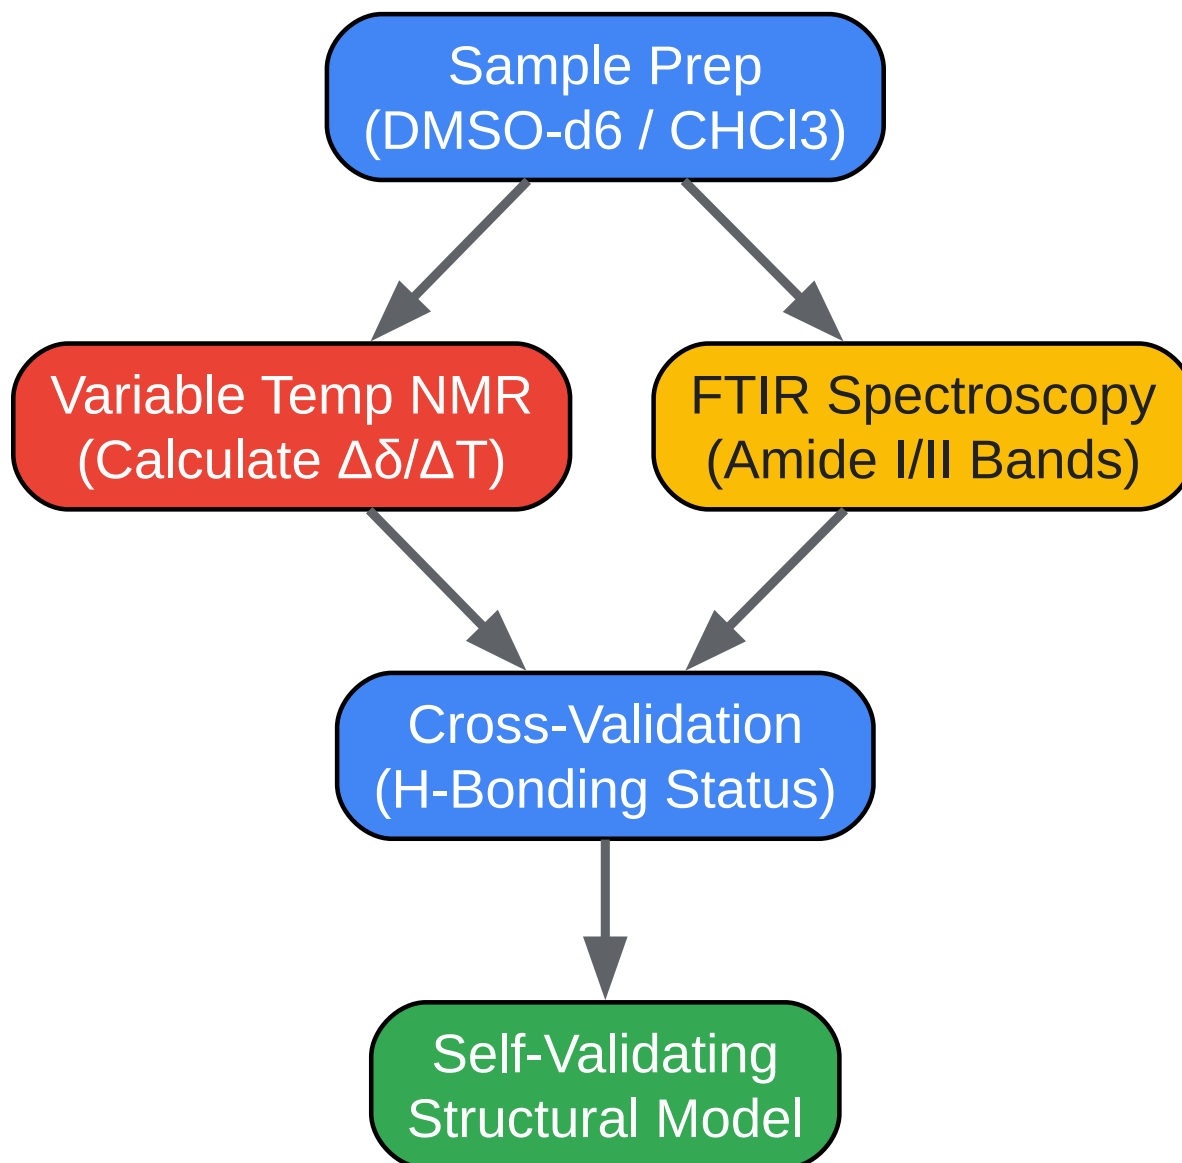 Sample Prep
(DMSO-d6 / CHCl3)
Variable Temp NMR
(Calculate Δδ/ΔT)
FTIR Spectroscopy
(Amide I/II Bands)
Cross-Validation
(H-Bonding Status)
Self-Validating
Structural Model